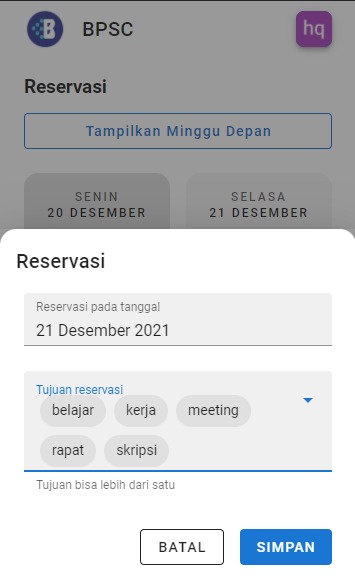 BPSC
hq
Reservasi
Tampilkan Minggu Depan
SENIN
20 DESEMBER
SELASA
21 DESEMBER
Reservasi
Reservasi pada tanggal
21 Desember 2021
Tujuan reservasi
belajar kerja meeting
rapat skripsi
Tujuan bisa lebih dari satu
BATAL SIMPAN